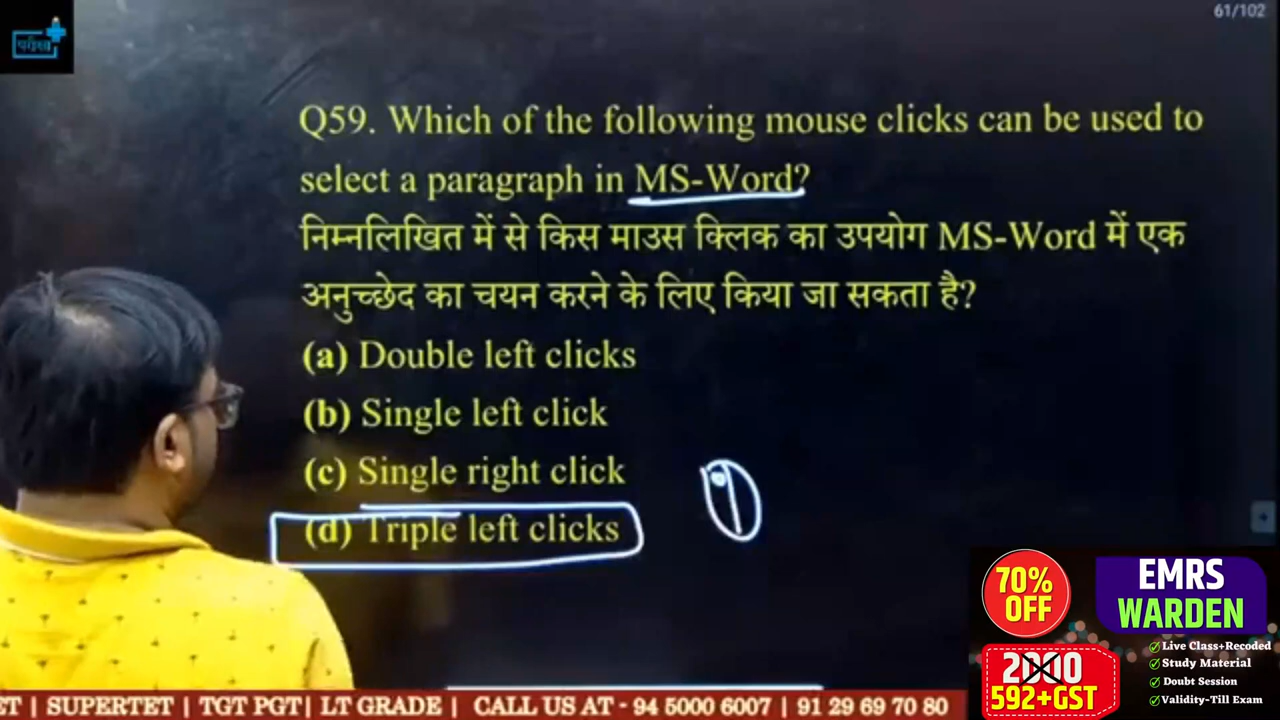 61/102
परीक्षा
Q59. Which of the following mouse clicks can be used to
select a paragraph in MS-Word?
निम्नलिखित में से किस माउस क्लिक का उपयोग MS-Word में एक
अनुच्छेद का चयन करने के लिए किया जा सकता है?
(a) Double left clicks
(b) Single left click
(c) Single right click
(d) Triple left clicks
70%
OFF
EMRS
WARDEN
2000
592+GST
Live Class+Recoded
Study Material
Doubt Session
Validity-Till Exam
ET | SUPERTET | TGT PGT| LT GRADE | CALL US AT - 94 5000 6007 | 91 29 69 70 80